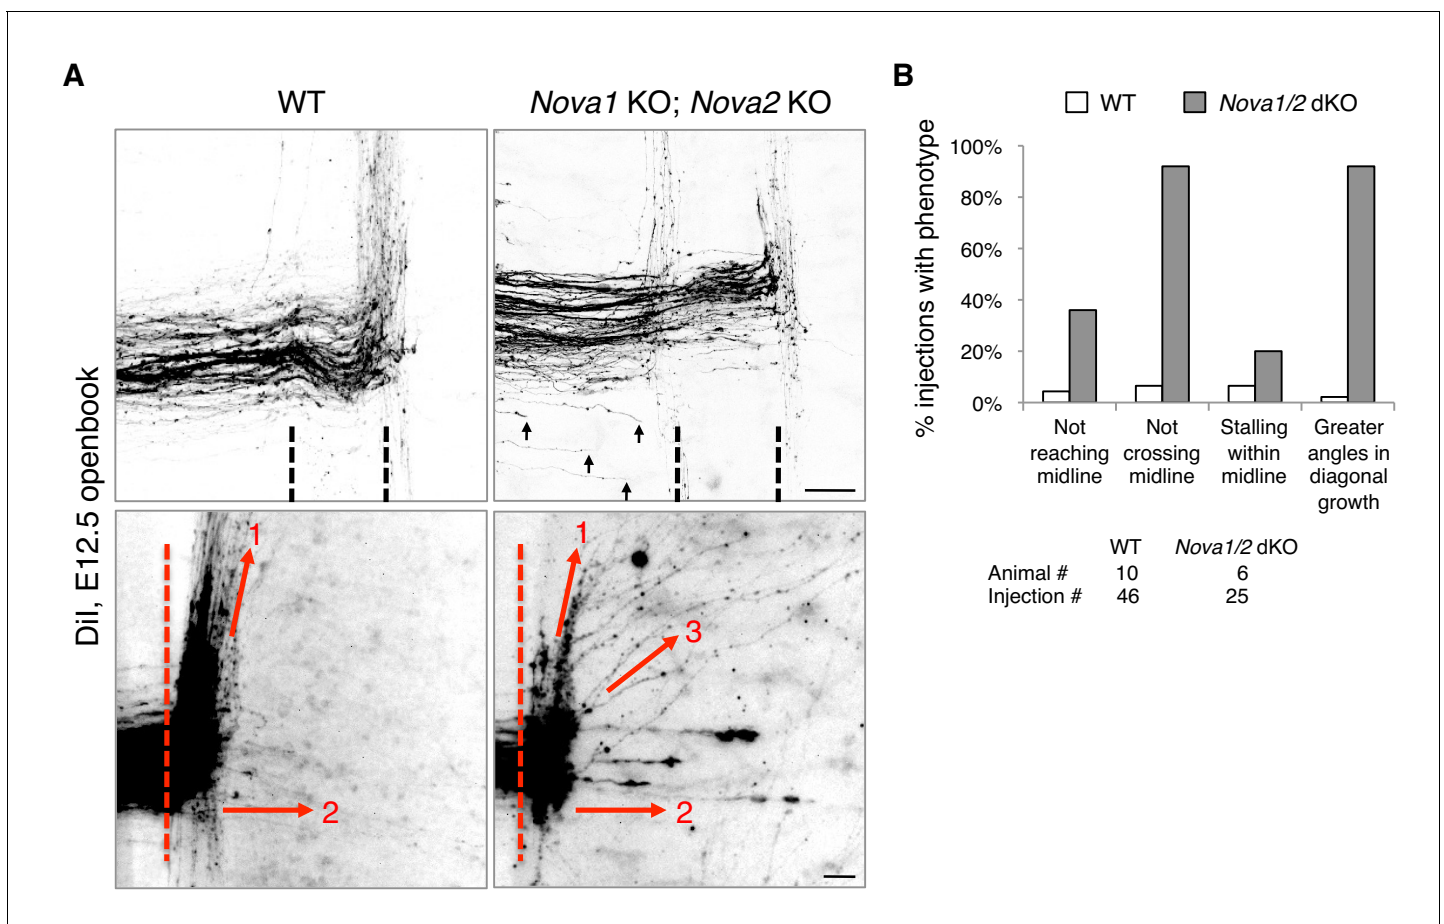 A
WT
Nova1 KO; Nova2 KO
DiI, E12.5 openbook
1
2
1
3
2
B
WT
Nova1/2 dKO
% injections with phenotype
100%
80%
60%
40%
20%
0%
Not
reaching
midline
Not
crossing
midline
Stalling
within
midline
Greater
angles in
diagonal
growth
WT Nova1/2 dKO
Animal # 10 6
Injection # 46 25